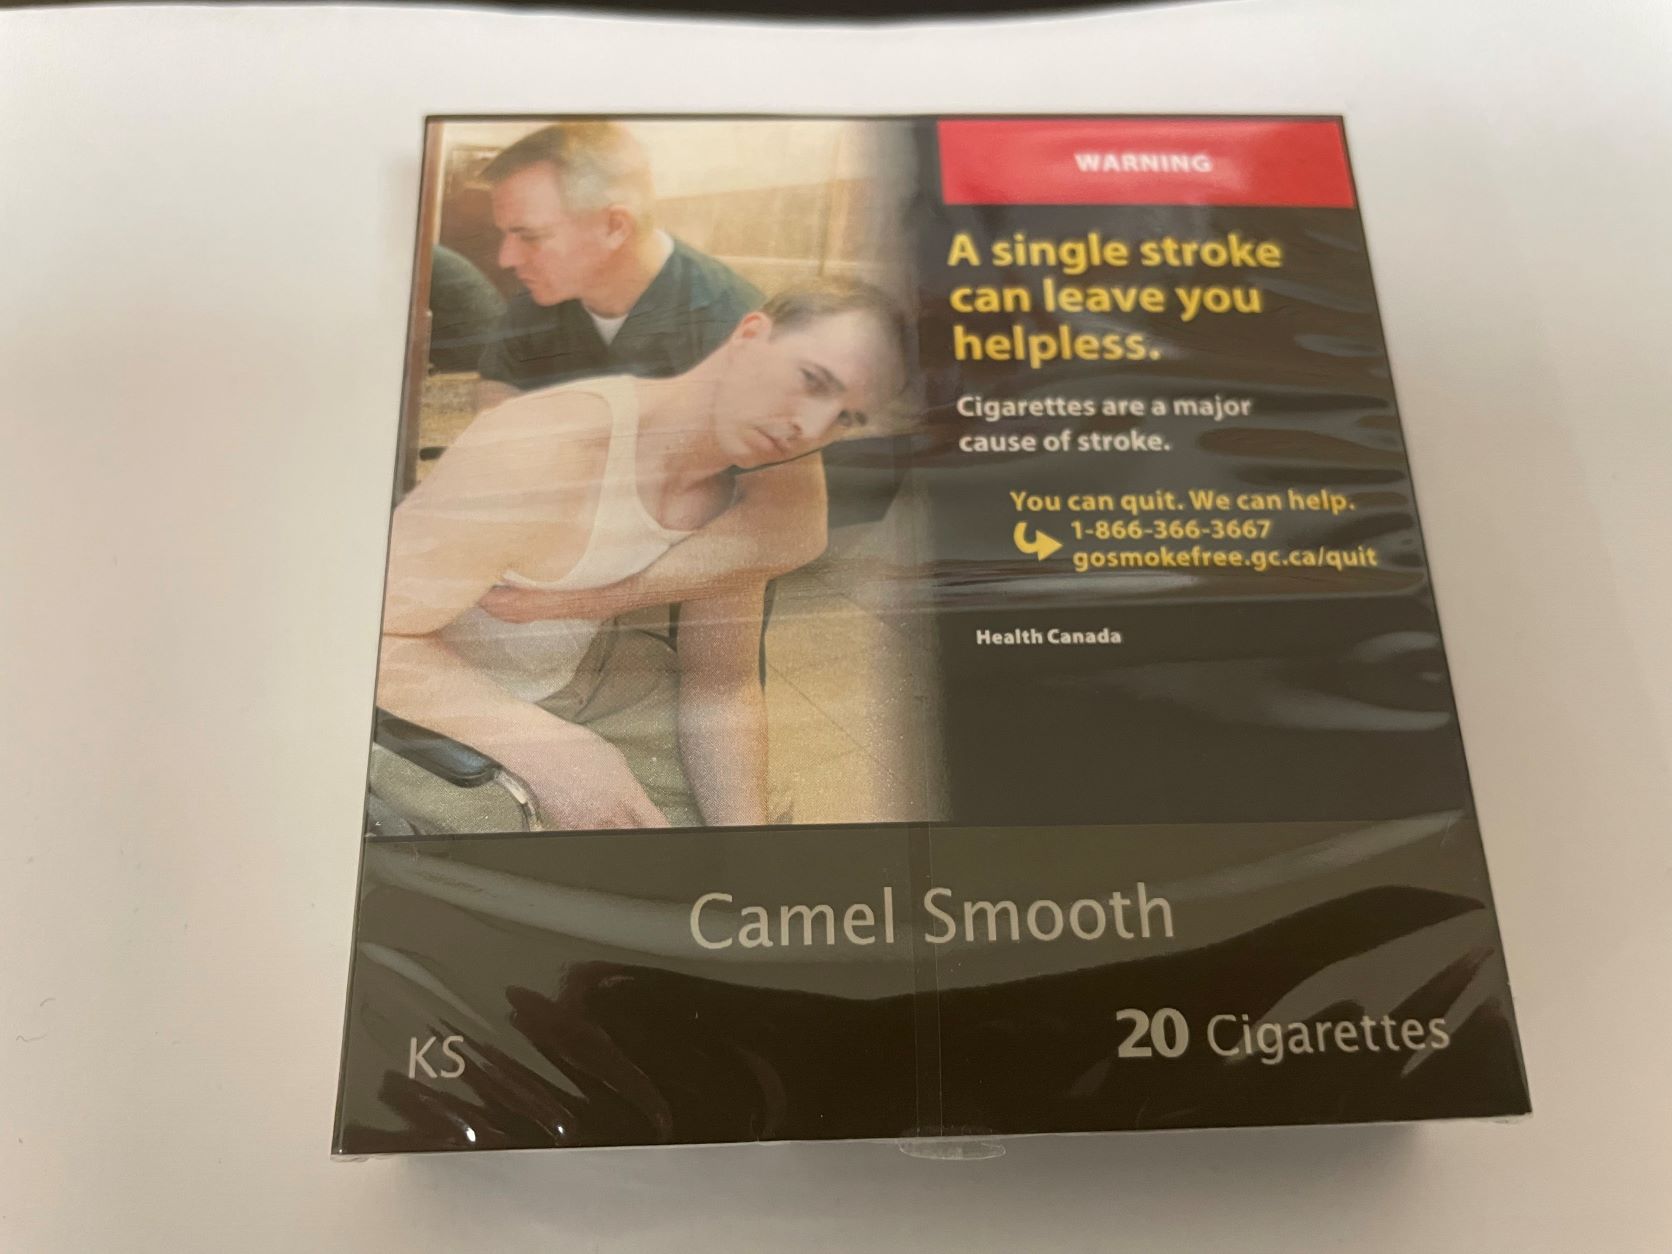 WARNING
A single stroke
can leave you
helpless.
Cigarettes are a major
cause of stroke.
You can quit. We can help.
1-866-366-3667
gosmokefree.gc.ca/quit
Health Canada
Camel Smooth
KS
20 Cigarettes